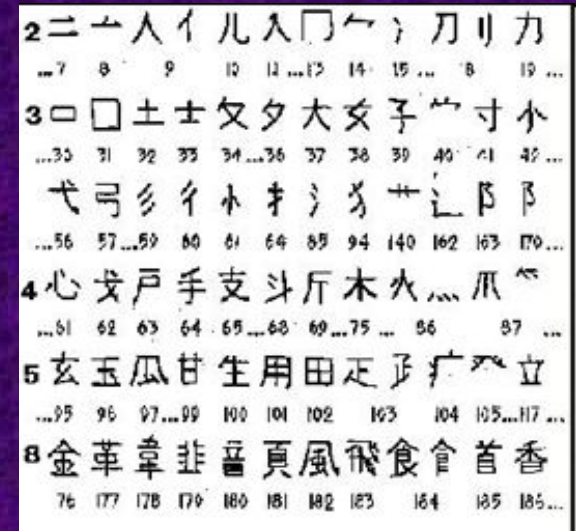 2 二 亠 人 亻 儿 入 冂 冖 冫 刀 刂 力
...7 8 9 10 11 ...13 14 15 ... 18 19 ...
3 口 囗 土 士 夂 夕 大 女 子 宀 寸 小
...30 31 32 33 34...36 37 38 39 40 41 42 ...
弋 弓 彡 彳 忄 扌 氵 犭 艹 辶 阝 阝
...56 57...59 60 61 64 85 94 140 162 163 170...
4 心 戈 戸 手 支 斗 斤 木 火 灬 爪 爫
...61 62 63 64 65...68 69...75 ... 86 87 ...
5 玄 玉 瓜 甘 生 用 田 疋 疒 癶 立
...95 96 97...99 100 101 102 103 104 105...117 ...
8 金 革 韋 韭 音 頁 風 飛 食 飠 首 香
177 178 179 180 181 182 183 184 185 186...